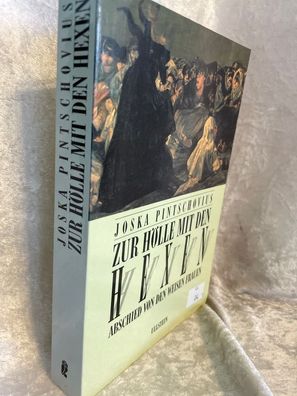 JOSKA PINTSCHOVIUS
ZUR HÖLLE MIT DEN HEXEN
JOSKA PINTSCHOVIUS
ZUR HÖLLE MIT DEN
HEXEN
ABSCHIED VON DEN WEISEN FRAUEN
ULLSTEIN